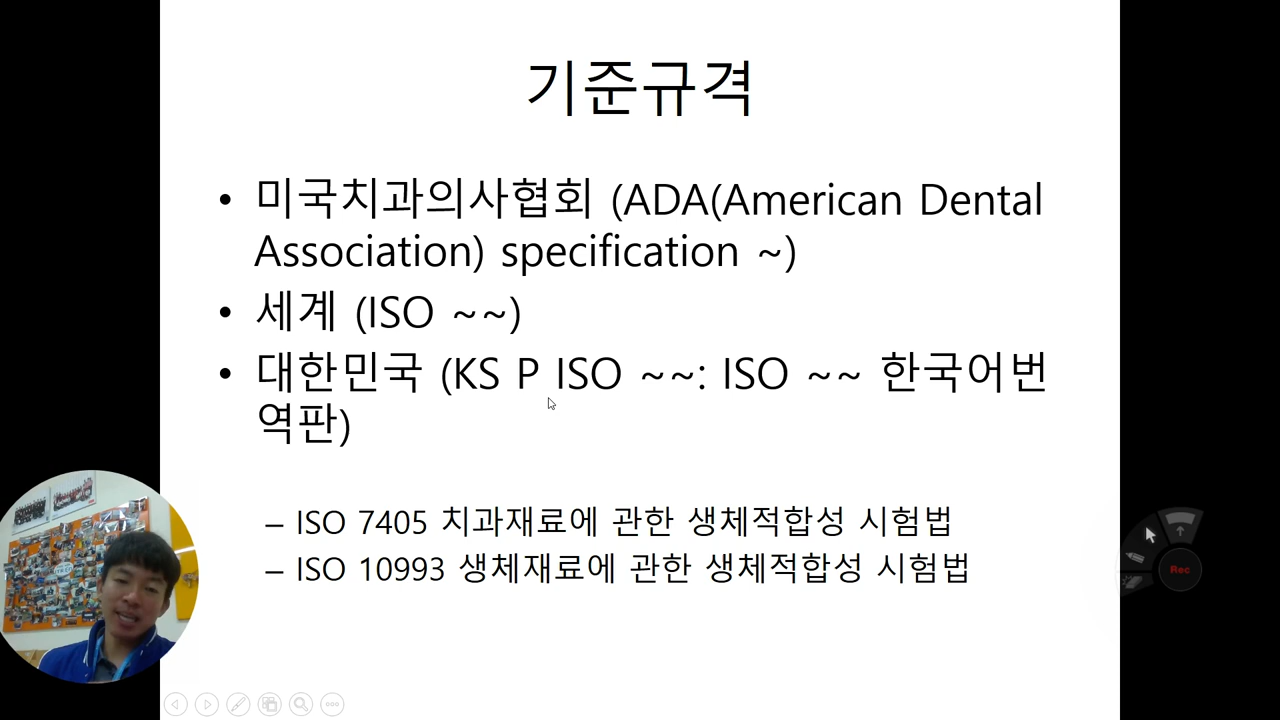 기준규격
• 미국치과의사협회 (ADA(American Dental
Association) specification ~)
• 세계 (ISO ~~)
• 대한민국 (KS P ISO ~~: ISO ~~ 한국어번
역판)
– ISO 7405 치과재료에 관한 생체적합성 시험법
– ISO 10993 생체재료에 관한 생체적합성 시험법
Rec